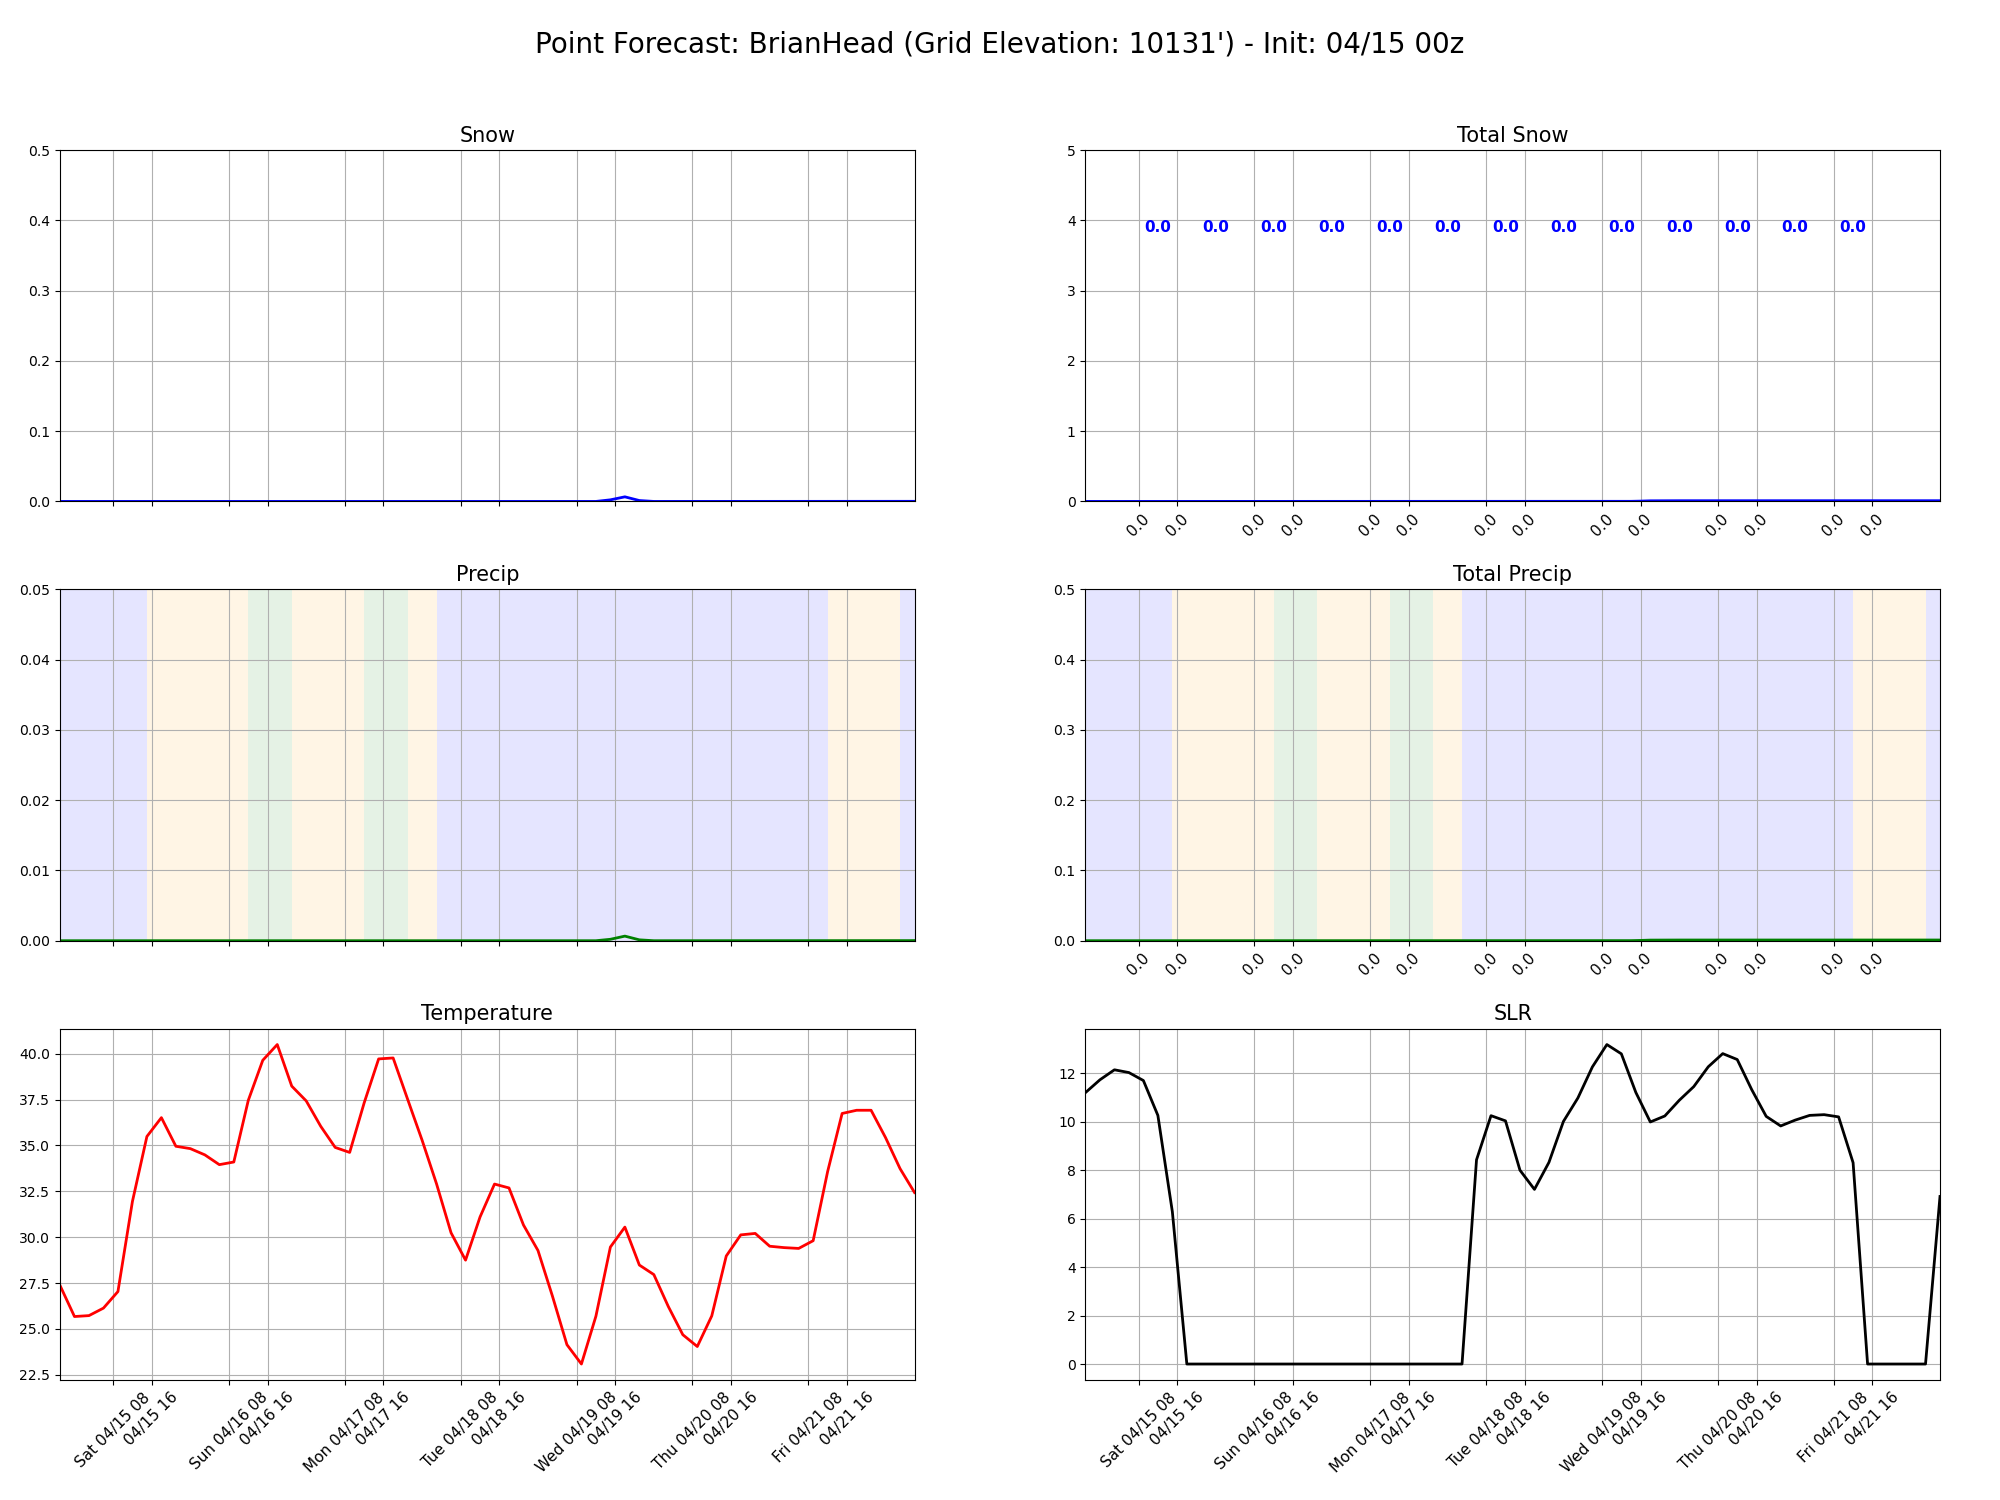 Point Forecast: BrianHead (Grid Elevation: 10131') - Init: 04/15 00z
Snow
0.5
0.4
0.3
0.2
0.1
0.0
Total Snow
5
4
3
2
1
0
0.0 0.0 0.0 0.0 0.0 0.0 0.0 0.0 0.0 0.0 0.0 0.0 0.0
0.0 0.0 0.0 0.0 0.0 0.0 0.0 0.0 0.0 0.0 0.0 0.0 0.0 0.0
Precip
0.05
0.04
0.03
0.02
0.01
0.00
Total Precip
0.5
0.4
0.3
0.2
0.1
0.0
0.0 0.0 0.0 0.0 0.0 0.0 0.0 0.0 0.0 0.0 0.0 0.0 0.0 0.0
Temperature
40.0
37.5
35.0
32.5
30.0
27.5
25.0
22.5
Sat 04/15 08
04/15 16
Sun 04/16 08
04/16 16
Mon 04/17 08
04/17 16
Tue 04/18 08
04/18 16
Wed 04/19 08
04/19 16
Thu 04/20 08
04/20 16
Fri 04/21 08
04/21 16
SLR
12
10
8
6
4
2
0
Sat 04/15 08
04/15 16
Sun 04/16 08
04/16 16
Mon 04/17 08
04/17 16
Tue 04/18 08
04/18 16
Wed 04/19 08
04/19 16
Thu 04/20 08
04/20 16
Fri 04/21 08
04/21 16